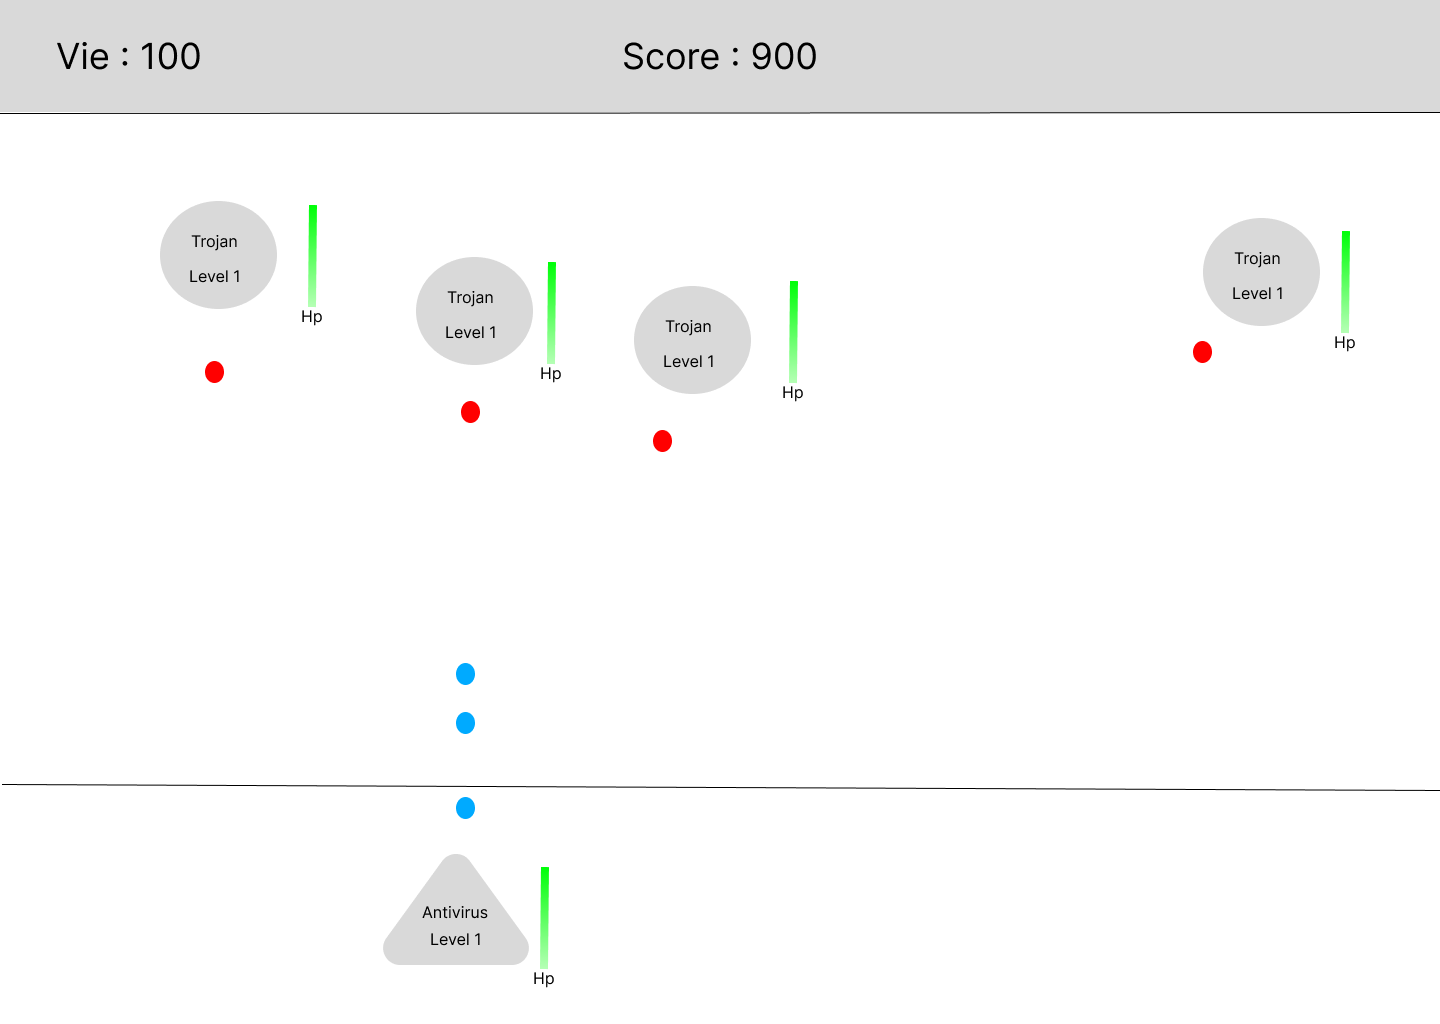 Vie : 100
Score : 900
Trojan
Level 1
Hp
Trojan
Level 1
Hp
Trojan
Level 1
Hp
Trojan
Level 1
Hp
Antivirus
Level 1
Hp